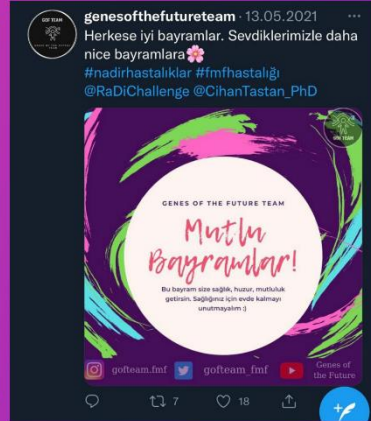 genesofthefutureteam · 13.05.2021
Herkese iyi bayramlar. Sevdiklerimizle daha
nice bayramlara🌸
#nadirhastalıklar #fmfhastalığı
@RaDiChallenge @CihanTastan_PhD
GOF TEAM
GENES OF THE FUTURE TEAM
Mutlu
Bayramlar!
Bu bayram size sağlık, huzur, mutluluk
getirsin. Sağlığınız için evde kalmayı
unutmayalım :)
gofteam.fmf gofteam_fmf Genes of
the Future
7 18